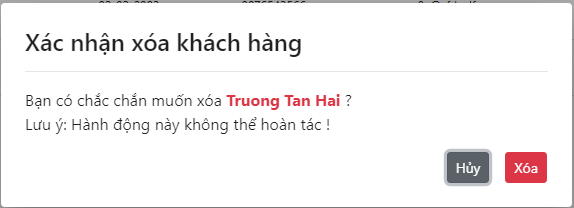 Xác nhận xóa khách hàng
Bạn có chắc chắn muốn xóa Truong Tan Hai ?
Lưu ý: Hành động này không thể hoàn tác !
Hủy Xóa